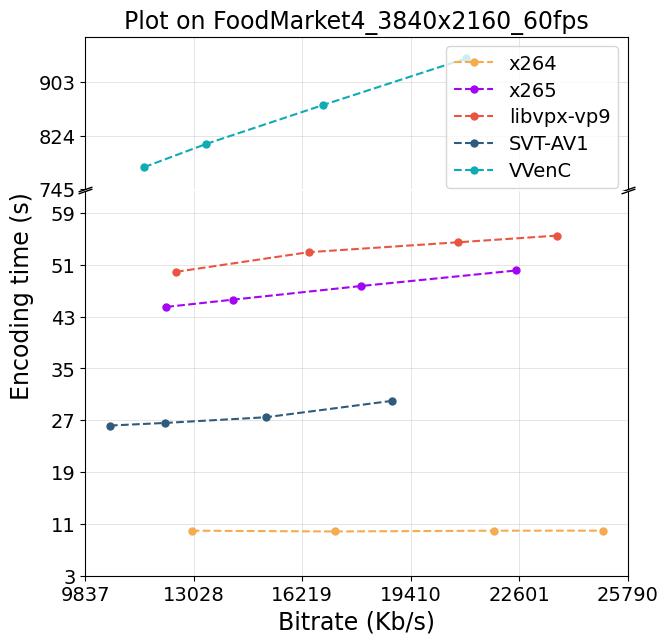 Plot on FoodMarket4_3840x2160_60fps
903
824
745
59
51
43
35
27
19
11
3
Encoding time (s)
x264
x265
libvpx-vp9
SVT-AV1
VVenC
9837 13028 16219 19410 22601 25790
Bitrate (Kb/s)